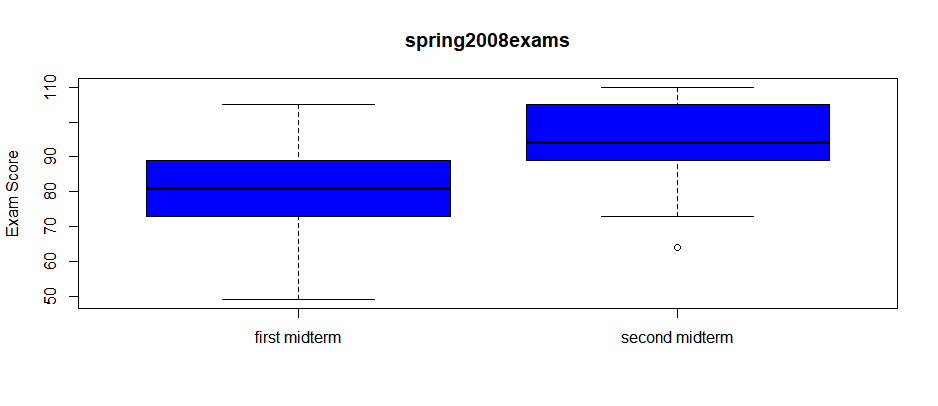 spring2008exams
Exam Score
110
90
80
70
60
50
first midterm
second midterm